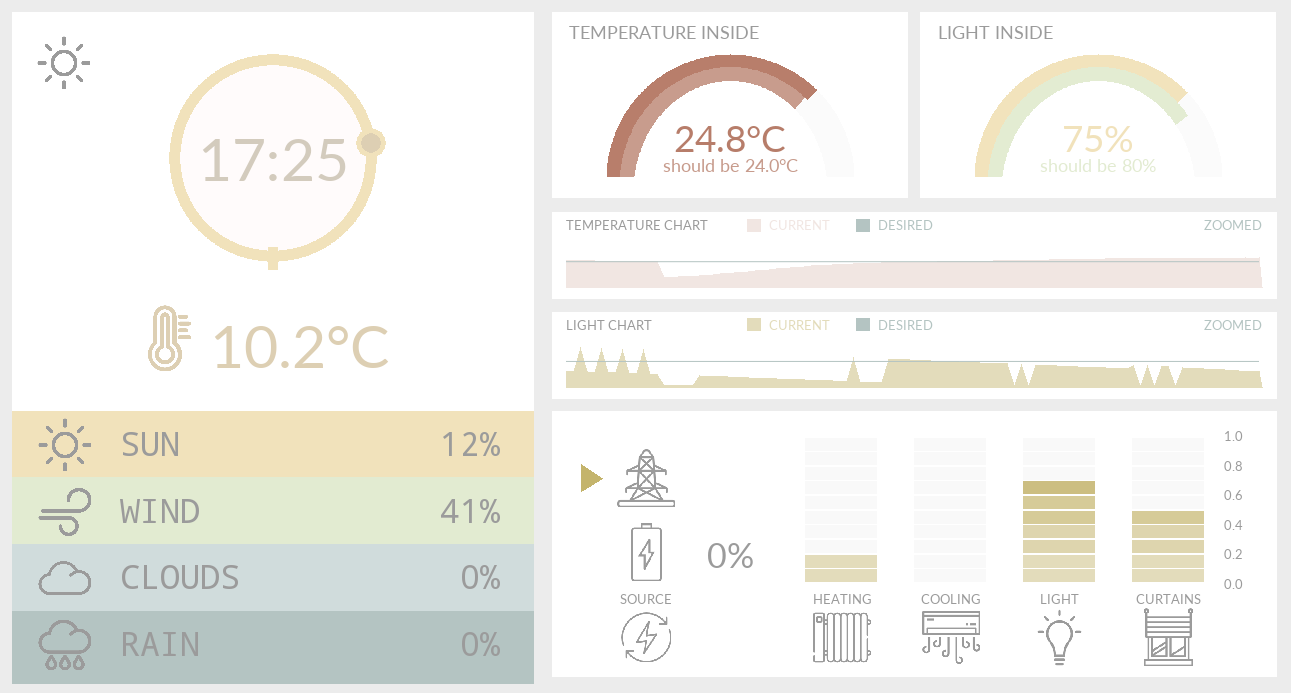 17:25
10.2°C
SUN 12%
WIND 41%
CLOUDS 0%
RAIN 0%
TEMPERATURE INSIDE
24.8°C
should be 24.0°C
LIGHT INSIDE
75%
should be 80%
TEMPERATURE CHART CURRENT DESIRED ZOOMED
LIGHT CHART CURRENT DESIRED ZOOMED
0%
1.0
0.8
0.6
0.4
0.2
0.0
SOURCE HEATING COOLING LIGHT CURTAINS